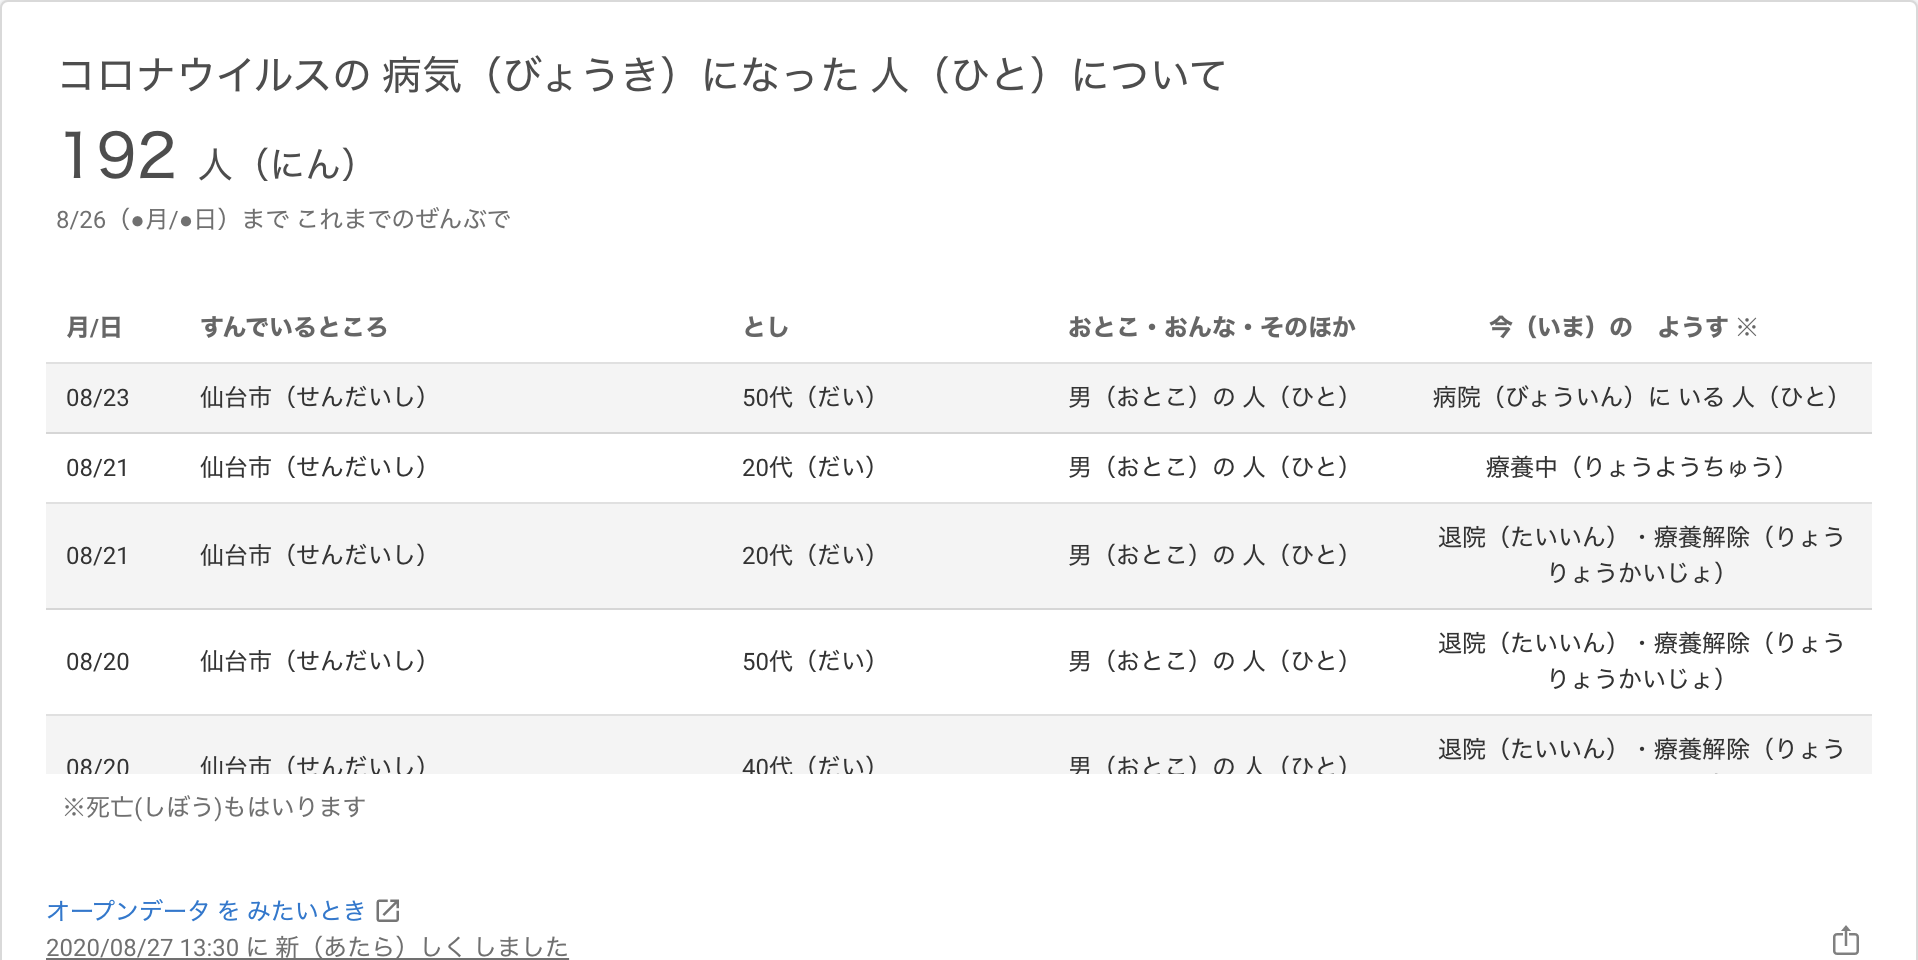 コロナウイルスの 病気（びょうき）になった 人（ひと）について
192 人（にん）
8/26（●月/●日）まで これまでのぜんぶで
月/日 すんでいるところ とし おとこ・おんな・そのほか 今（いま）の　ようす ※
08/23 仙台市（せんだいし） 50代（だい） 男（おとこ）の 人（ひと） 病院（びょういん）に いる 人（ひと）
08/21 仙台市（せんだいし） 20代（だい） 男（おとこ）の 人（ひと） 療養中（りょうようちゅう）
08/21 仙台市（せんだいし） 20代（だい） 男（おとこ）の 人（ひと） 退院（たいいん）・療養解除（りょう
りょうかいじょ）
08/20 仙台市（せんだいし） 50代（だい） 男（おとこ）の 人（ひと） 退院（たいいん）・療養解除（りょう
りょうかいじょ）
08/20 仙台市（せんだいし） 40代（だい） 男（おとこ）の 人（ひと） 退院（たいいん）・療養解除（りょう
※死亡(しぼう)もはいります
オープンデータ を みたいとき
2020/08/27 13:30 に 新（あたら）しく しました